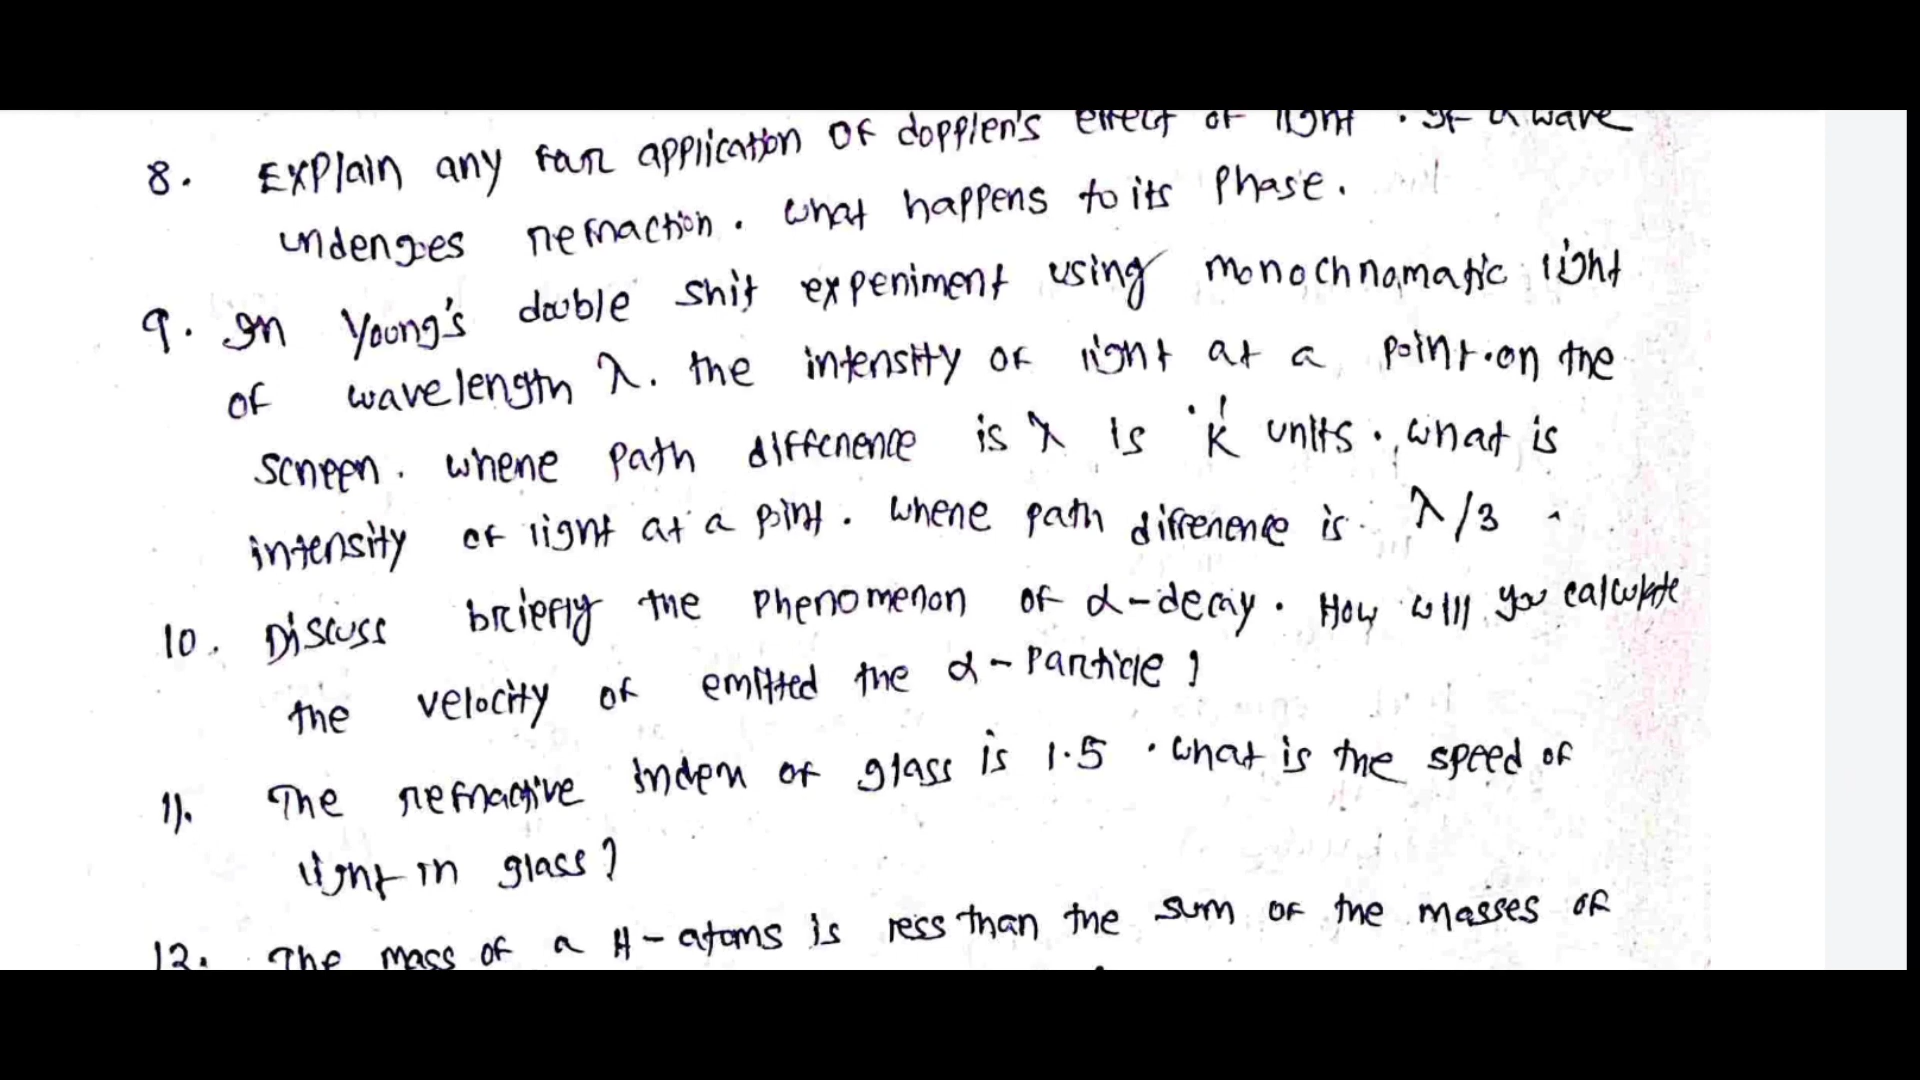 8. Explain any four application of doppler's effect of light. If a wave
undergoes refraction. What happens to its phase.
9. In Young's double shit experiment using monochromatic light
of wavelength λ. the intensity of light at a point on the
screen. where path difference is λ is 'K' units. what is
intensity of light at a point. Where path difference is λ/3.
10. Discuss briefly the phenomenon of α-decay. How will you calculate
the velocity of emitted the α-particle?
11. The refractive index of glass is 1.5. What is the speed of
light in glass?
12. The mass of a H-atoms is less than the sum of the masses of